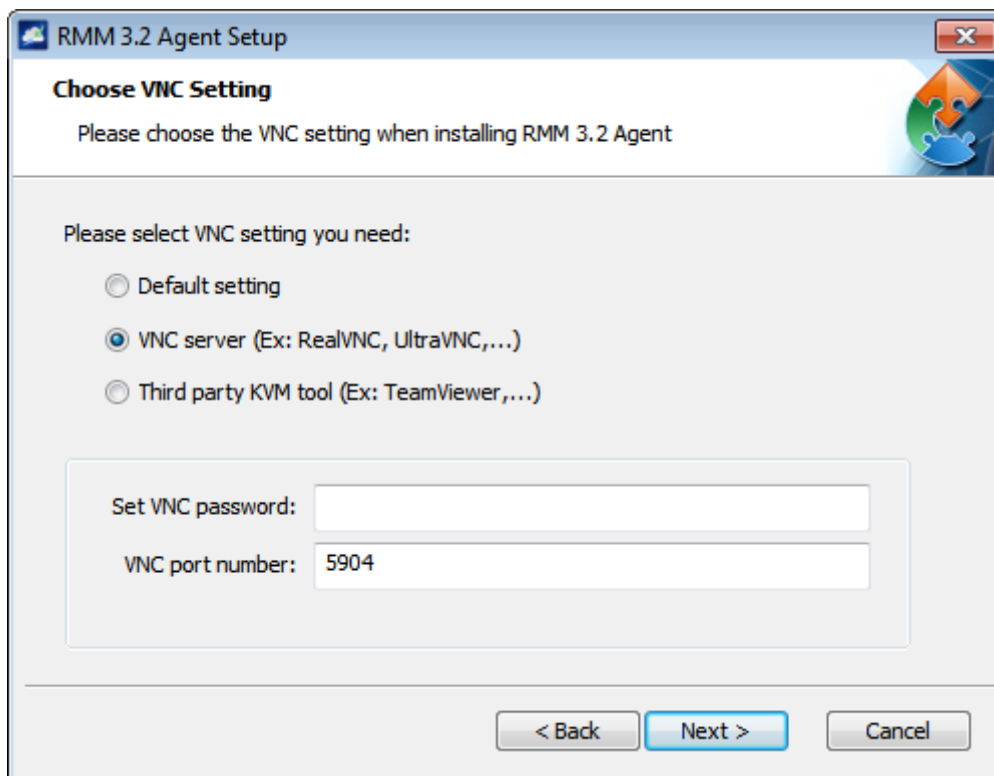 RMM 3.2 Agent Setup
Choose VNC Setting
Please choose the VNC setting when installing RMM 3.2 Agent
Please select VNC setting you need:
Default setting
VNC server (Ex: RealVNC, UltraVNC,...)
Third party KVM tool (Ex: TeamViewer,...)
Set VNC password:
VNC port number: 5904
< Back Next > Cancel